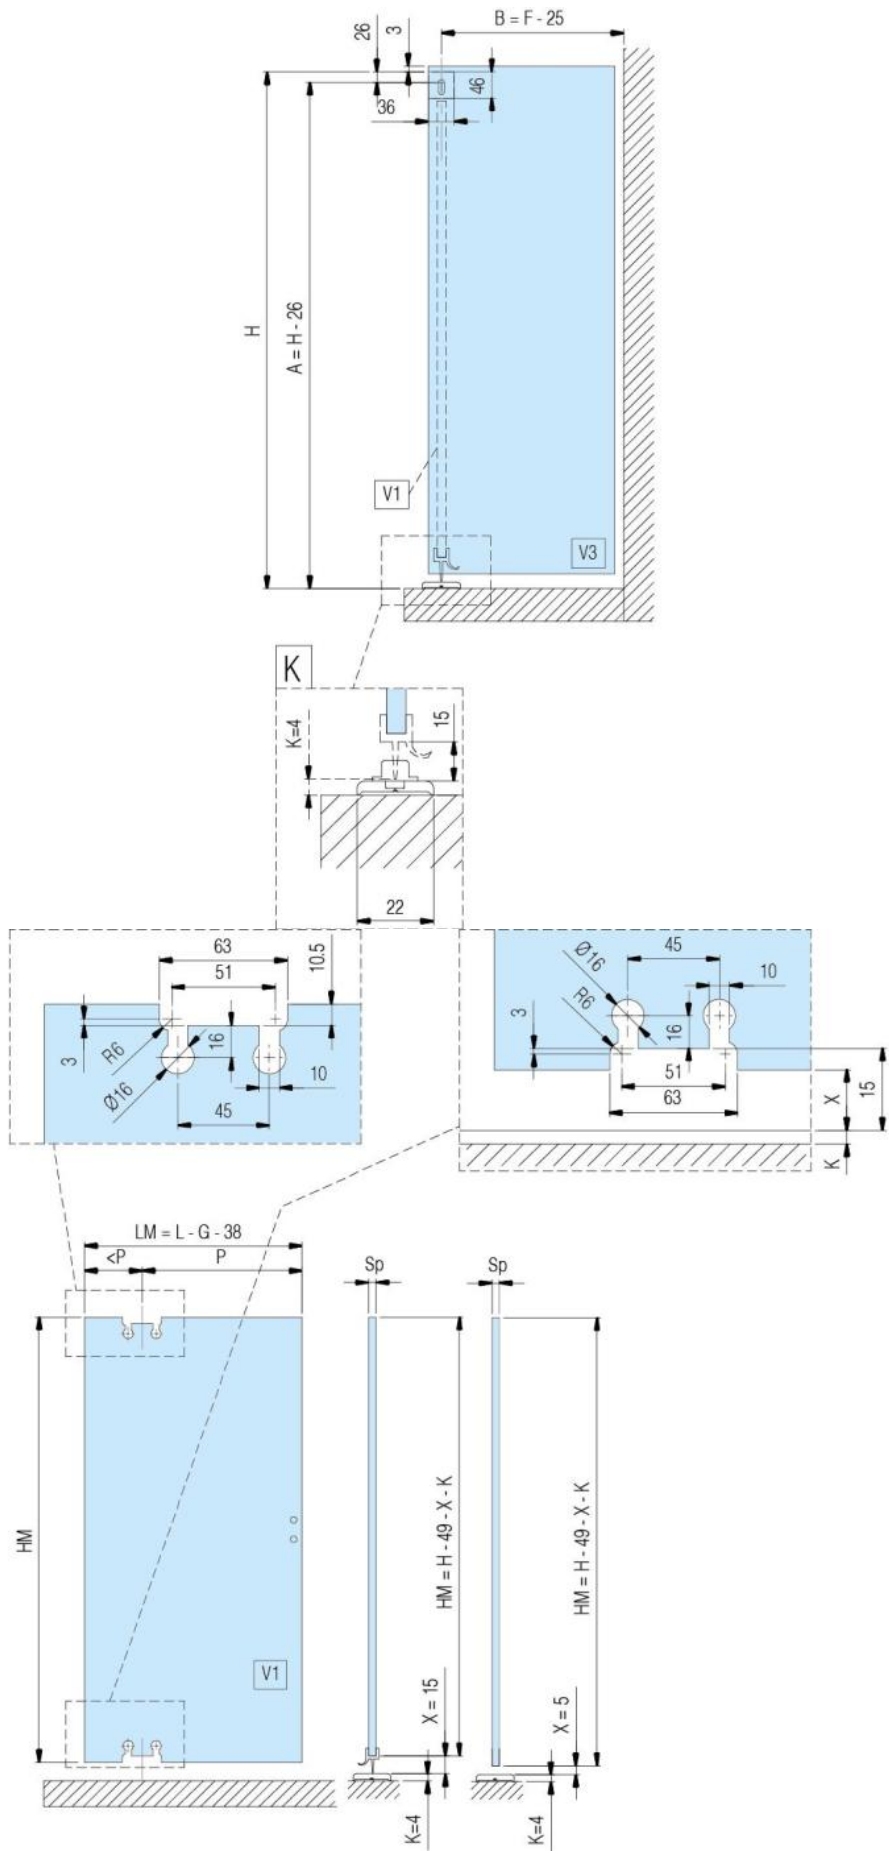 B = F - 25
26
3
46
36
H
A = H - 26
V1
V3
K
K=4
15
22
63
51
10.5
3
R6
16
Ø16
10
45
Ø16
45
10
3
R6
16
51
63
X
15
K
LM = L - G - 38
<P
P
Sp
Sp
HM
HM = H - 49 - X - K
HM = H - 49 - X - K
V1
X = 15
X = 5
K=4
K=4